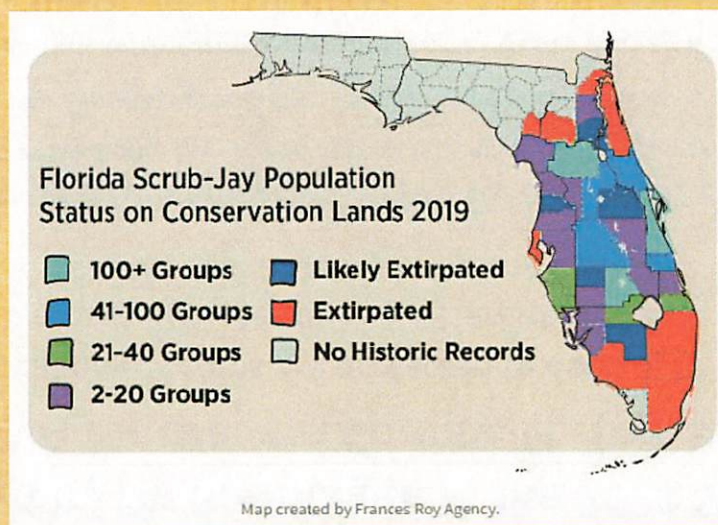 Florida Scrub-Jay Population
Status on Conservation Lands 2019
100+ Groups
41-100 Groups
21-40 Groups
2-20 Groups
Likely Extirpated
Extirpated
No Historic Records
Map created by Frances Roy Agency.